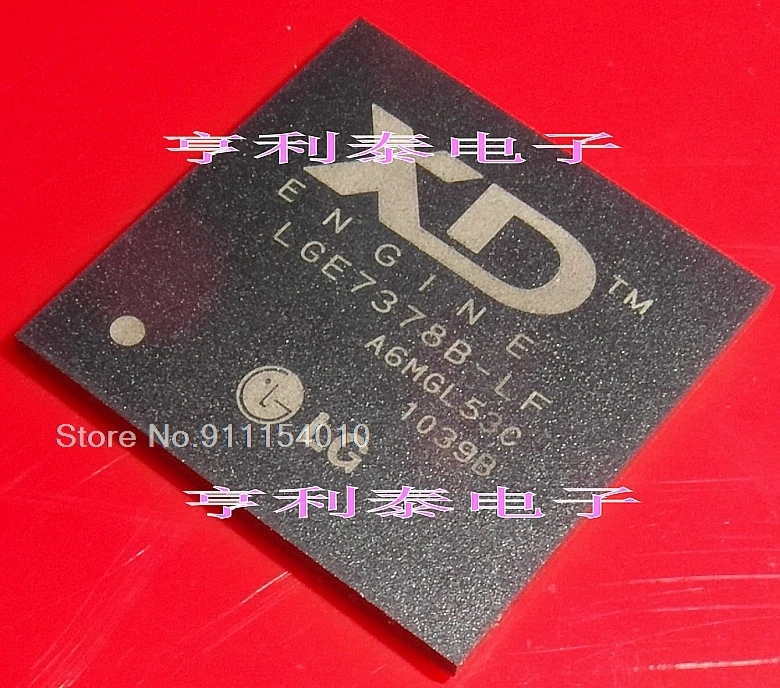 亨利泰电子
XD
ENGINE
TM
LGE7378B-LF
A6MGL53C
1039B
LG
Store No.911154010
亨利泰电子